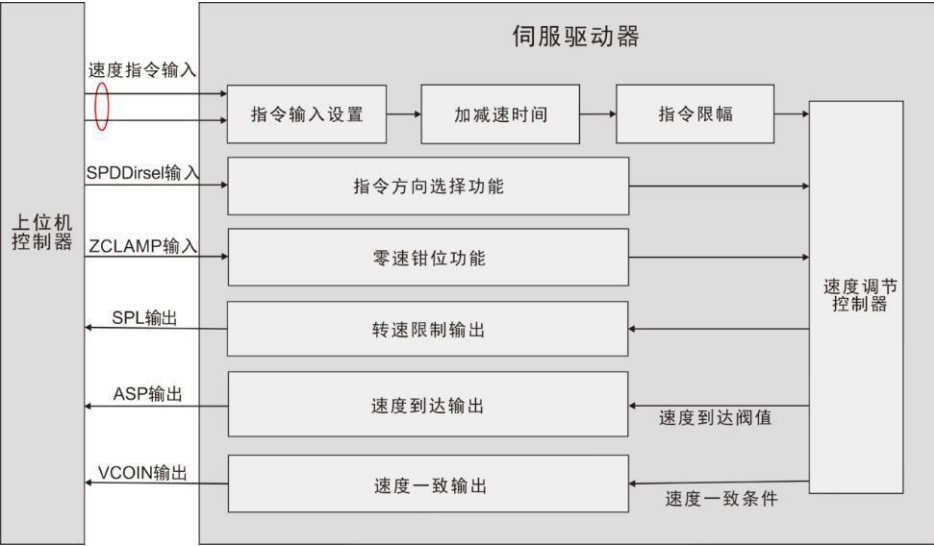 伺服驱动器
速度指令输入
指令输入设置
加减速时间
指令限幅
SPDDirsel输入
指令方向选择功能
上位机
控制器
ZCLAMP输入
零速钳位功能
速度调节
控制器
SPL输出
转速限制输出
ASP输出
速度到达输出
速度到达阀值
VCOIN输出
速度一致输出
速度一致条件